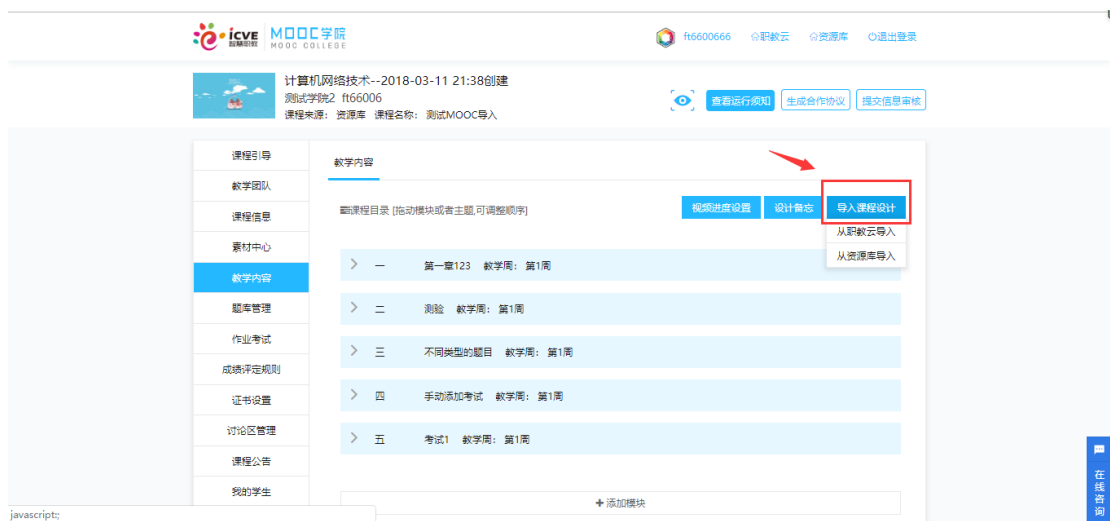 icve MOOC学院
智慧职教 MOOC COLLEGE
ft6600666 职教云 资源库 退出登录
计算机网络技术--2018-03-11 21:38创建
测试学院2 ft66006
课程来源: 资源库 课程名称: 测试MOOC导入
查看运行须知 生成合作协议 提交信息审核
课程引导
教学团队
课程信息
素材中心
教学内容
题库管理
作业考试
成绩评定规则
证书设置
讨论区管理
课程公告
我的学生
教学内容
课程目录 [拖动模块或者主题,可调整顺序]
视频进度设置 设计备忘 导入课程设计
从职教云导入
从资源库导入
一 第一章123 教学周: 第1周
二 测验 教学周: 第1周
三 不同类型的题目 教学周: 第1周
四 手动添加考试 教学周: 第1周
五 考试1 教学周: 第1周
+添加模块
在线咨询
javascript:;